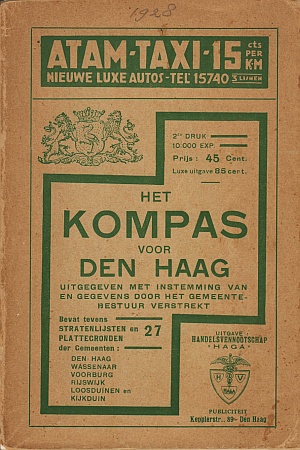 1928
ATAM-TAXI-15 cts PER K-M
NIEUWE LUXE AUTOS-TEL 15740 3 LIJNEN
2DE DRUK
10.000 EXP.
Prijs : 45 Cent.
Luxe uitgave 85 cent.
HET
KOMPAS
VOOR
DEN HAAG
UITGEGEVEN MET INSTEMMING VAN
EN GEGEVENS DOOR HET GEMEENTE-
BESTUUR VERSTREKT
Bevat tevens
STRATENLIJSTEN en 27
PLATTEGRONDEN
der Gemeenten :
DEN HAAG
WASSENAAR
VOORBURG
RIJSWIJK
LOOSDUINEN en
KIJKDUIN
UITGAVE
HANDELSVENNOOTSCHAP
"HAGA"
H V
HAGA
PUBLICITEIT
Kepplerstr., 89a- Den Haag